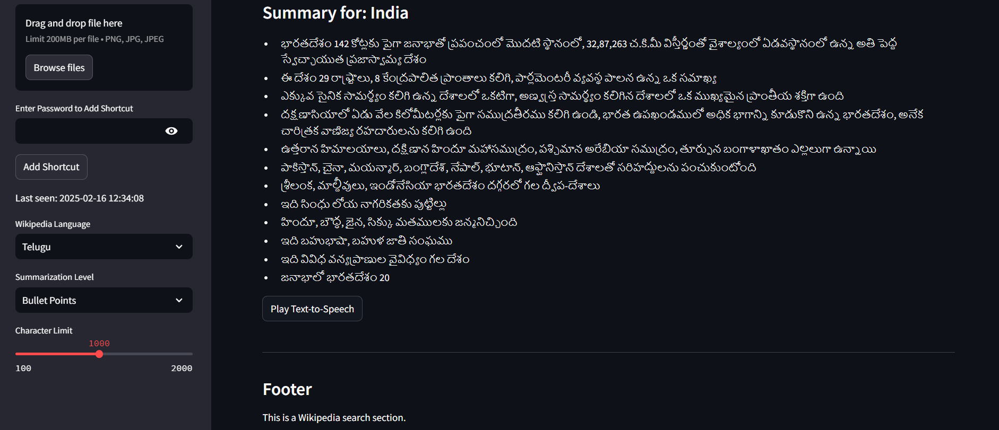 Drag and drop file here
Limit 200MB per file • PNG, JPG, JPEG
Browse files
Enter Password to Add Shortcut
Add Shortcut
Last seen: 2025-02-16 12:34:08
Wikipedia Language
Telugu
Summarization Level
Bullet Points
Character Limit
1000
100
2000
Summary for: India
• భారతదేశం 142 కోట్లకు పైగా జనాభాతో ప్రపంచంలో మొదటి స్థానంలో, 32,87,263 చ.కి.మీ విస్తీర్ణంతో వైశాల్యంలో ఏడవస్థానంలో ఉన్న అతి పెద్ద
స్వేచ్ఛాయుత ప్రజాస్వామ్య దేశం
• ఈ దేశం 29 రాష్ట్రాలు, 8 కేంద్రపాలిత ప్రాంతాలు కలిగి, పార్లమెంటరీ వ్యవస్థ పాలన ఉన్న ఒక సమాఖ్య
• ఎక్కువ సైనిక సామర్థ్యం కలిగి ఉన్న దేశాలలో ఒకటిగా, అణ్వస్త్ర సామర్థ్యం కలిగిన దేశాలలో ఒక ముఖ్యమైన ప్రాంతీయ శక్తిగా ఉంది
• దక్షణాసియాలో ఏడు వేల కిలోమీటర్లకు పైగా సముద్రతీరము కలిగి ఉండి, భారత ఉపఖండములో అధిక భాగాన్ని కూడుకొని ఉన్న భారతదేశం, అనేక
చారిత్రక వాణిజ్య రహదారులను కలిగి ఉంది
• ఉత్తరాన హిమాలయాలు, దక్షిణాన హిందూ మహాసముద్రం, పశ్చిమాన అరేబియా సముద్రం, తూర్పున బంగాళాఖాతం ఎల్లలుగా ఉన్నాయి
• పాకిస్తాన్, చైనా, మయన్మార్, బంగ్లాదేశ్, నేపాల్, భూటాన్, ఆఫ్ఘానిస్తాన్ దేశాలతో సరిహద్దులను పంచుకుంటోంది
• శ్రీలంక, మాల్దీవులు, ఇండోనేసియా భారతదేశం దగ్గరలో గల ద్వీప-దేశాలు
• ఇది సింధు లోయ నాగరికతకు పుట్టిల్లు
• హిందూ, బౌద్ధ, జైన, సిక్కు మతములకు జన్మనిచ్చింది
• ఇది బహుభాషా, బహుళ జాతి సంఘము
• ఇది వివిధ వన్యప్రాణుల వైవిధ్యం గల దేశం
• జనాభాలో భారతదేశం 20
Play Text-to-Speech
Footer
This is a Wikipedia search section.